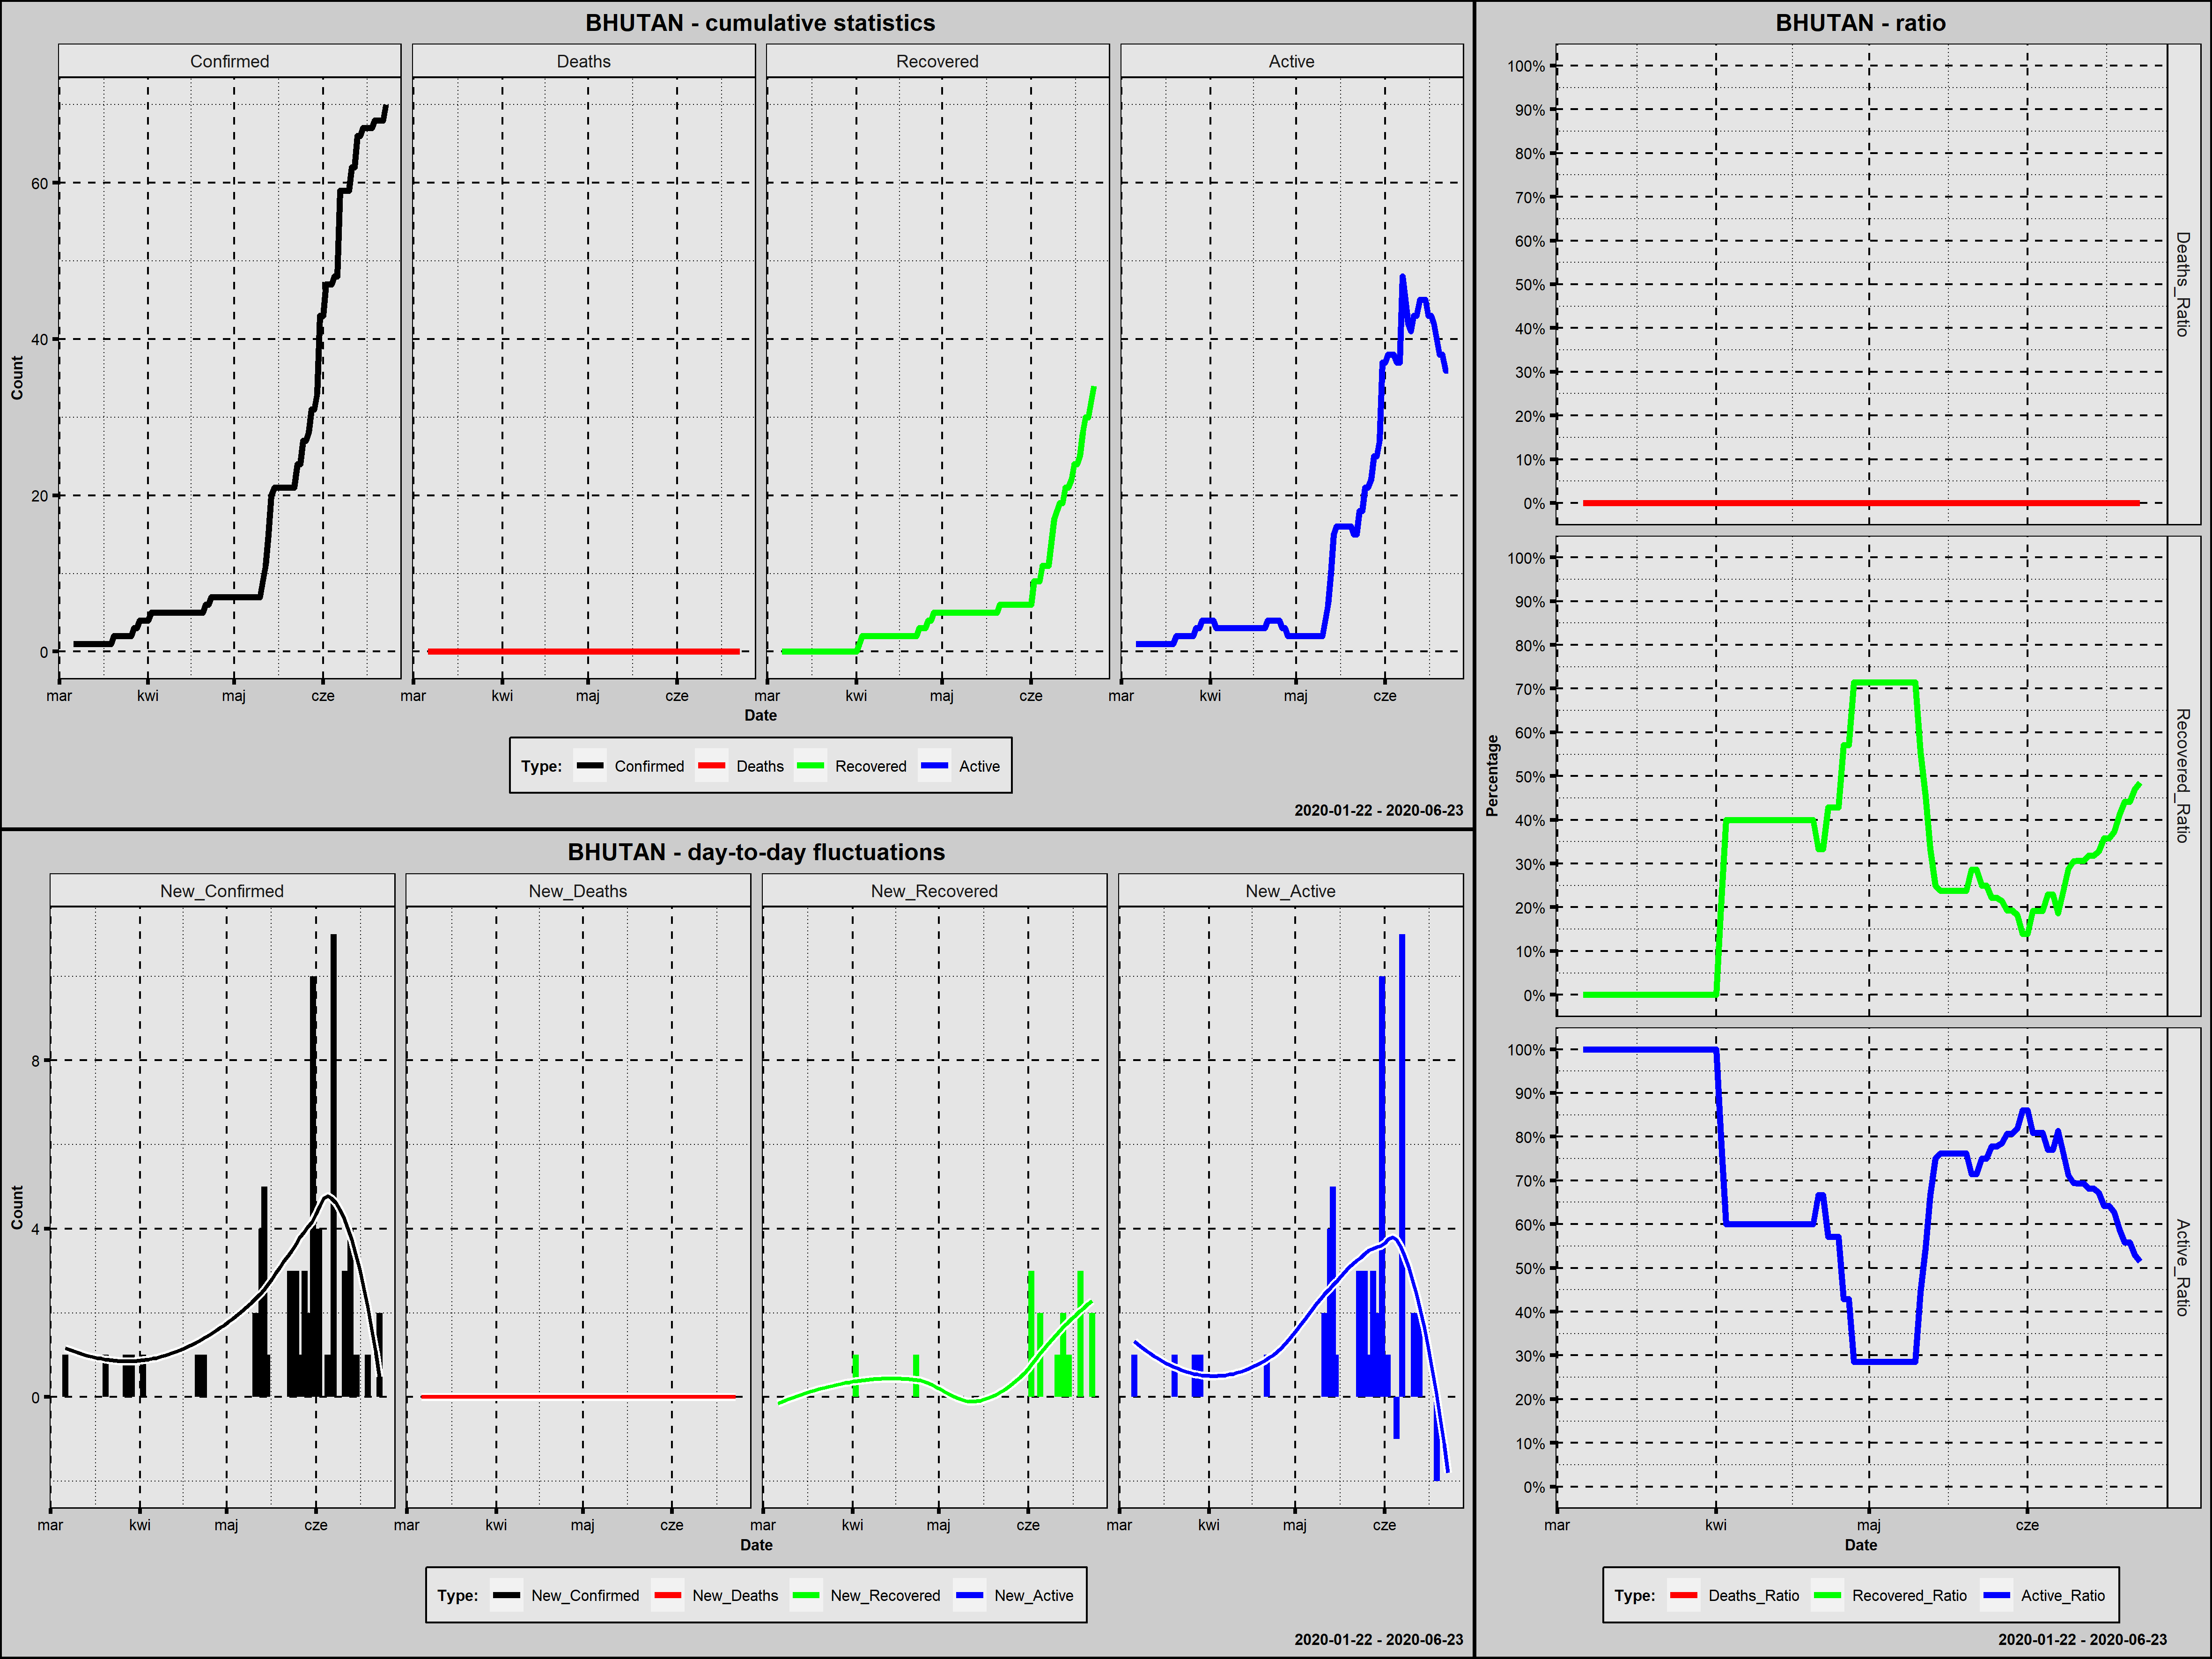 BHUTAN - cumulative statistics
Confirmed Deaths Recovered Active
Count
60
40
20
0
mar kwi maj cze mar kwi maj cze mar kwi maj cze mar kwi maj cze
Date
Type: Confirmed Deaths Recovered Active
2020-01-22 - 2020-06-23
BHUTAN - day-to-day fluctuations
New_Confirmed New_Deaths New_Recovered New_Active
Count
8
4
0
mar kwi maj cze mar kwi maj cze mar kwi maj cze mar kwi maj cze
Date
Type: New_Confirmed New_Deaths New_Recovered New_Active
2020-01-22 - 2020-06-23
BHUTAN - ratio
Percentage
100%
90%
80%
70%
60%
50%
40%
30%
20%
10%
0%
Deaths_Ratio
100%
90%
80%
70%
60%
50%
40%
30%
20%
10%
0%
Recovered_Ratio
100%
90%
80%
70%
60%
50%
40%
30%
20%
10%
0%
Active_Ratio
mar kwi maj cze
Date
Type: Deaths_Ratio Recovered_Ratio Active_Ratio
2020-01-22 - 2020-06-23